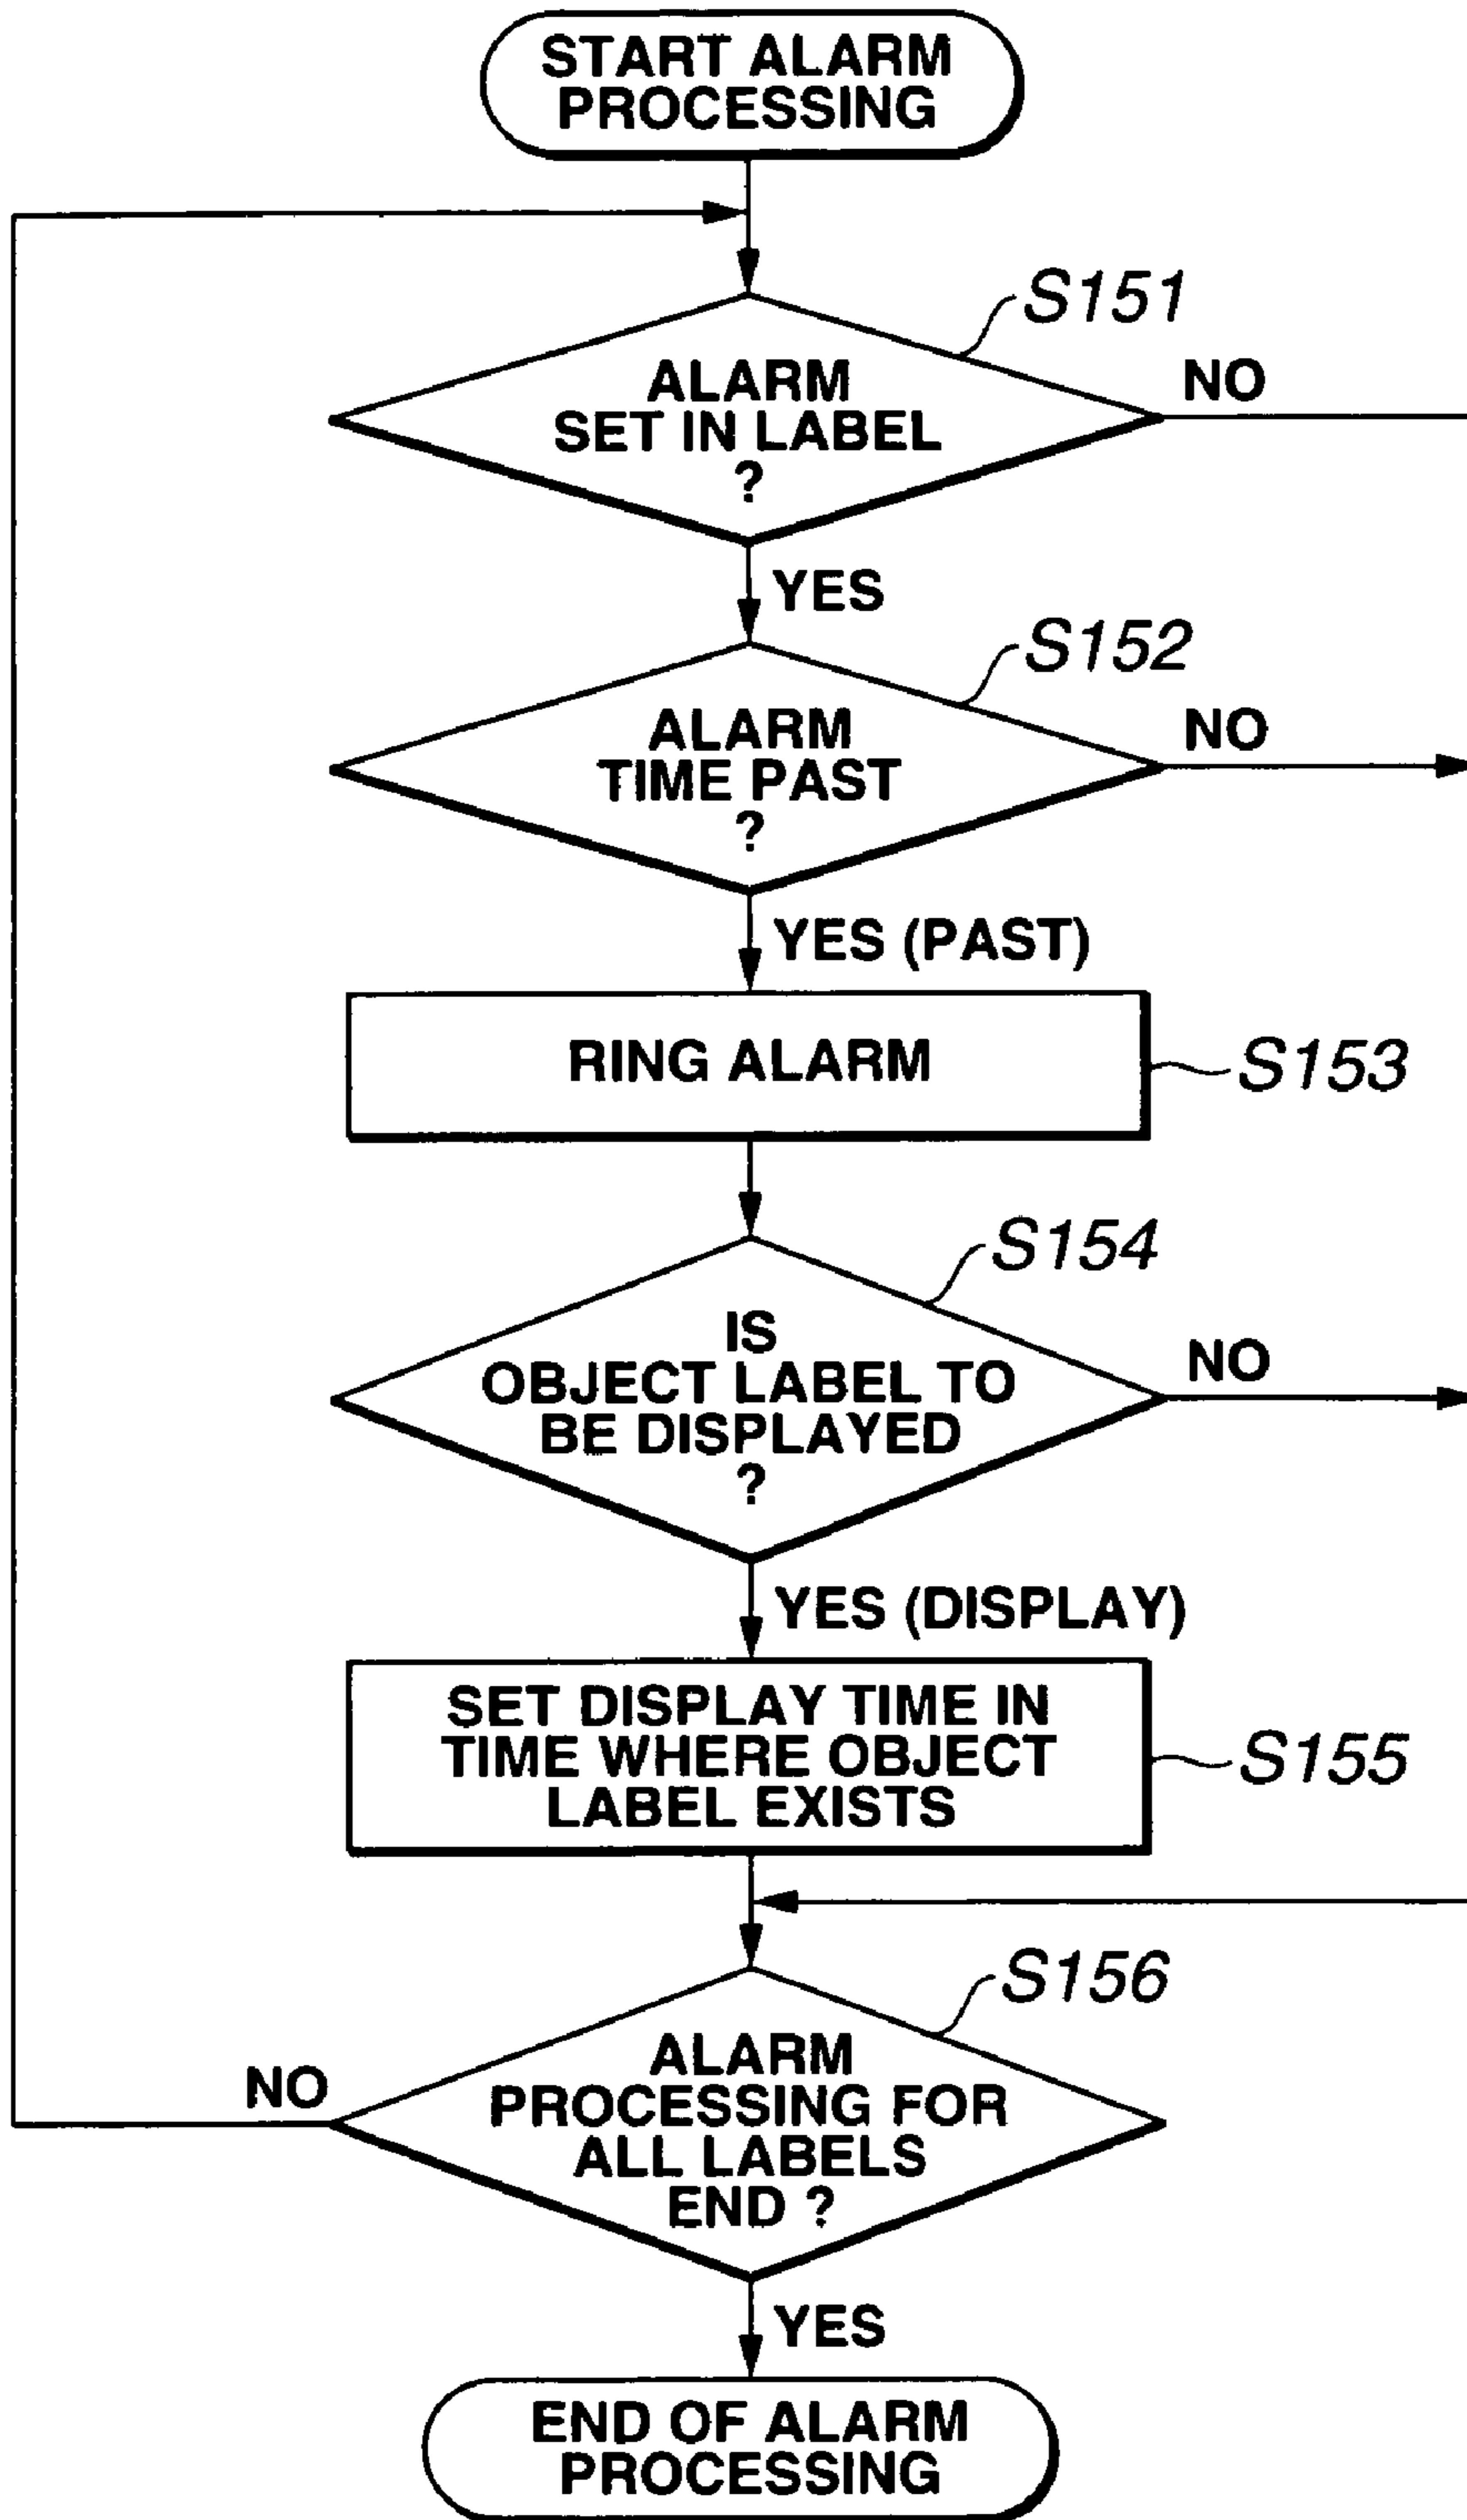 START ALARM
PROCESSING
S151
ALARM
SET IN LABEL
?
NO
YES
S152
ALARM
TIME PAST
?
NO
YES (PAST)
RING ALARM
S153
S154
IS
OBJECT LABEL TO
BE DISPLAYED
?
NO
YES (DISPLAY)
SET DISPLAY TIME IN
TIME WHERE OBJECT
LABEL EXISTS
S155
S156
ALARM
PROCESSING FOR
ALL LABELS
END ?
NO
YES
END OF ALARM
PROCESSING